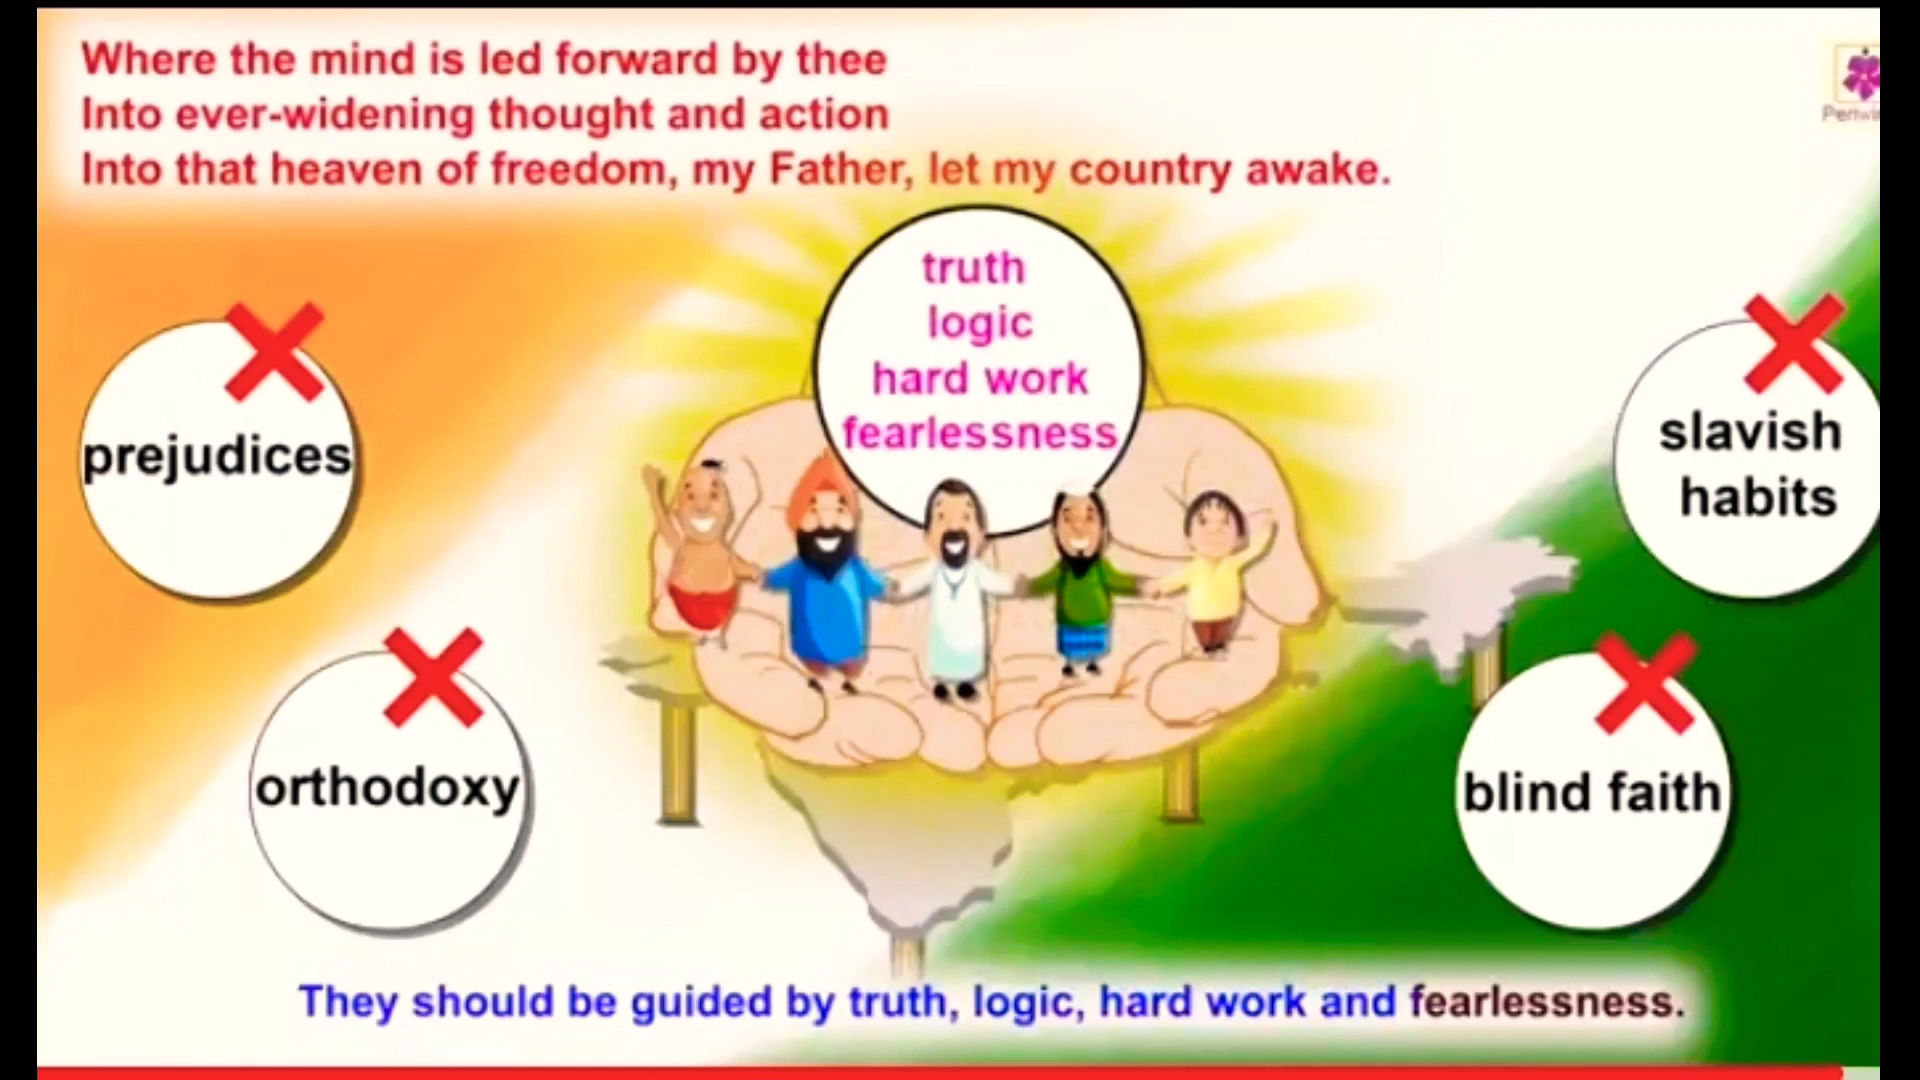 Where the mind is led forward by thee
Into ever-widening thought and action
Into that heaven of freedom, my Father, let my country awake.
truth
logic
hard work
fearlessness
prejudices
slavish
habits
orthodoxy
blind faith
They should be guided by truth, logic, hard work and fearlessness.